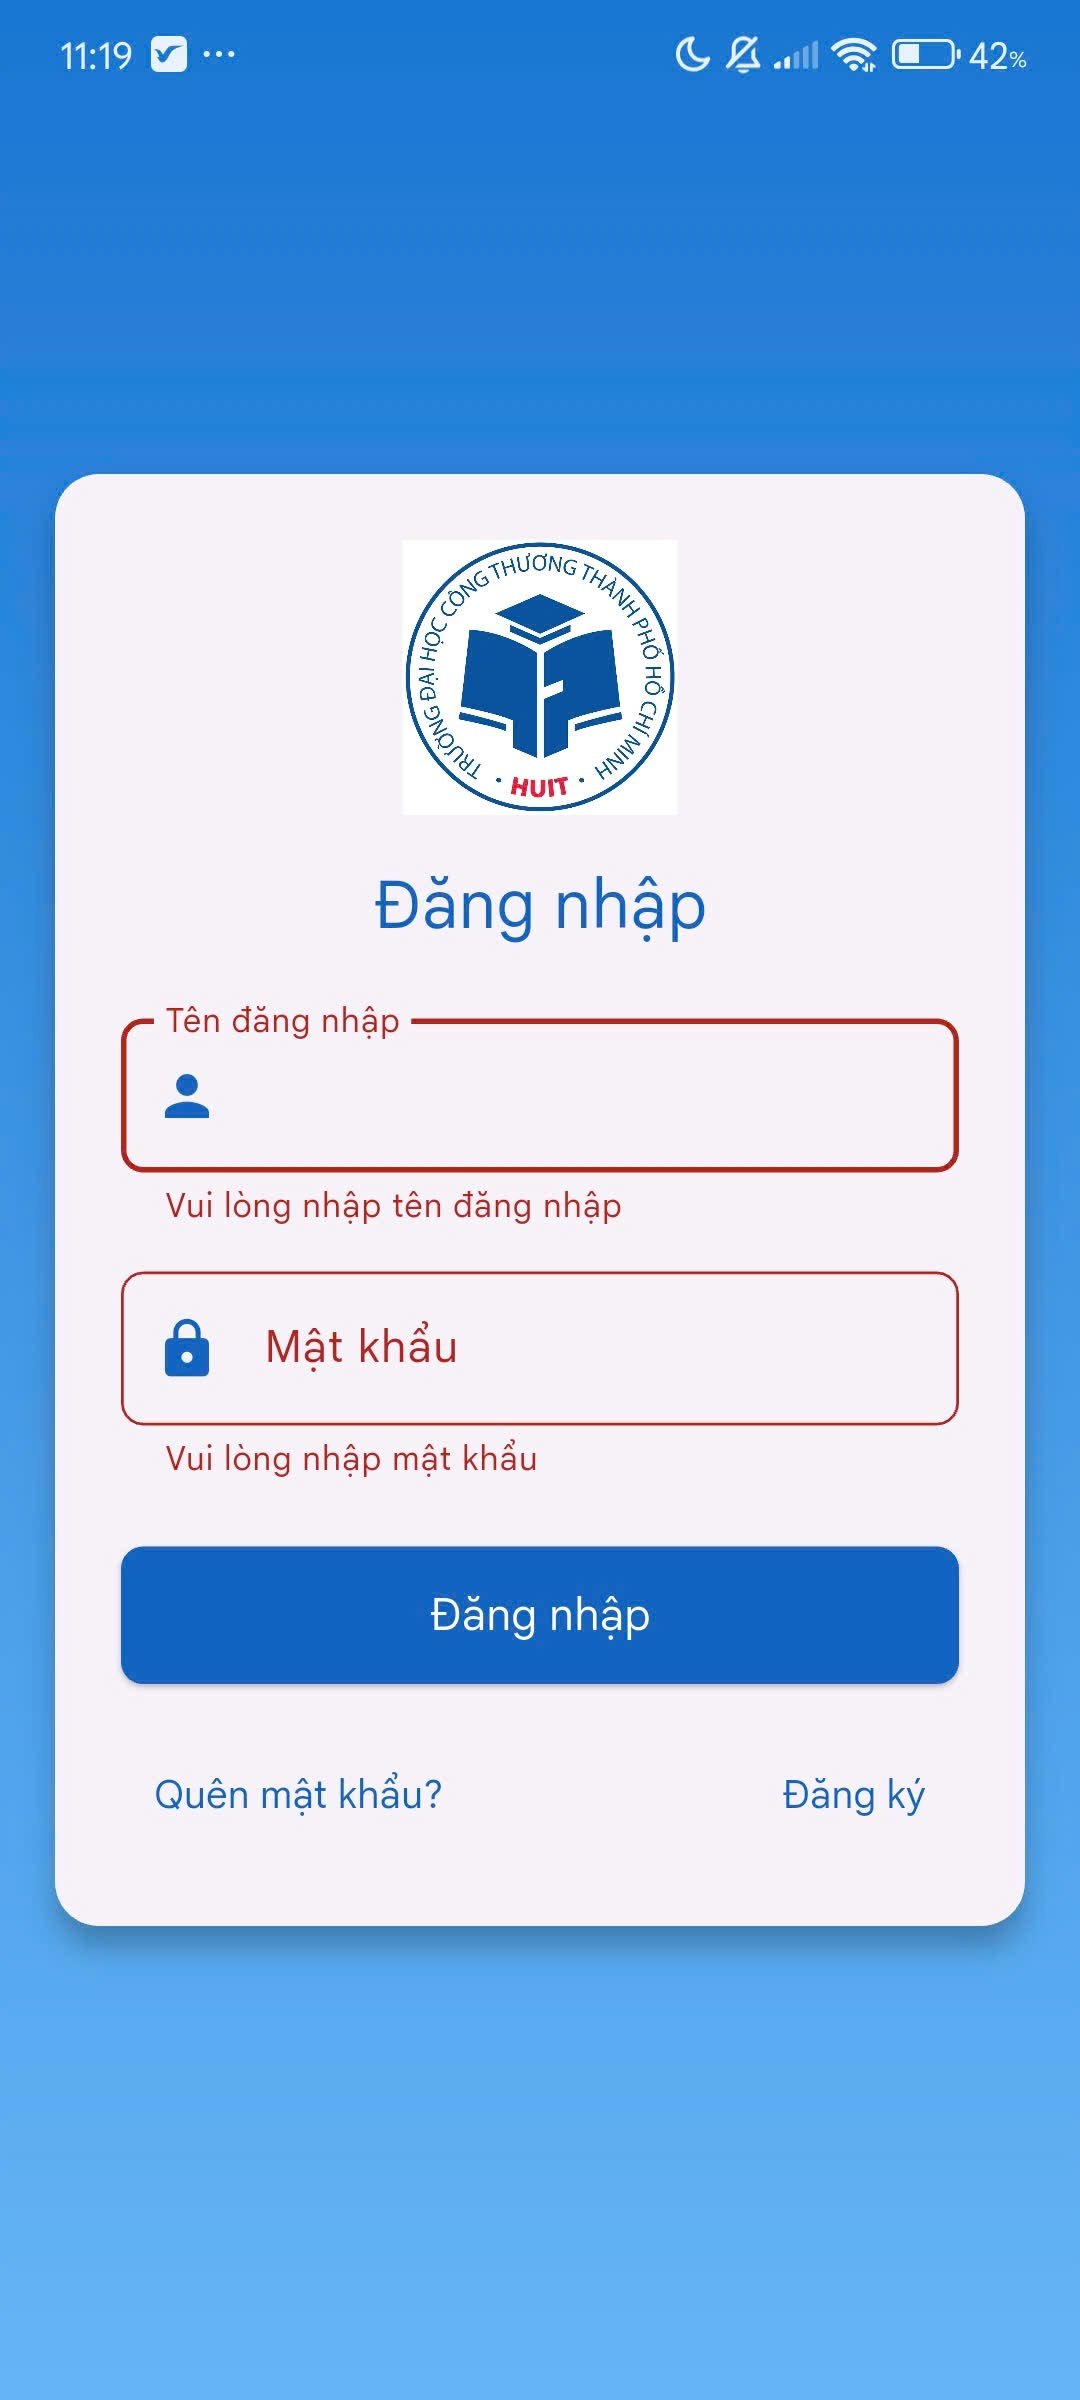 11:19
42%
TRƯỜNG ĐẠI HỌC CÔNG THƯƠNG THÀNH PHỐ HỒ CHÍ MINH
HUIT
Đăng nhập
Tên đăng nhập
Vui lòng nhập tên đăng nhập
Mật khẩu
Vui lòng nhập mật khẩu
Đăng nhập
Quên mật khẩu?
Đăng ký